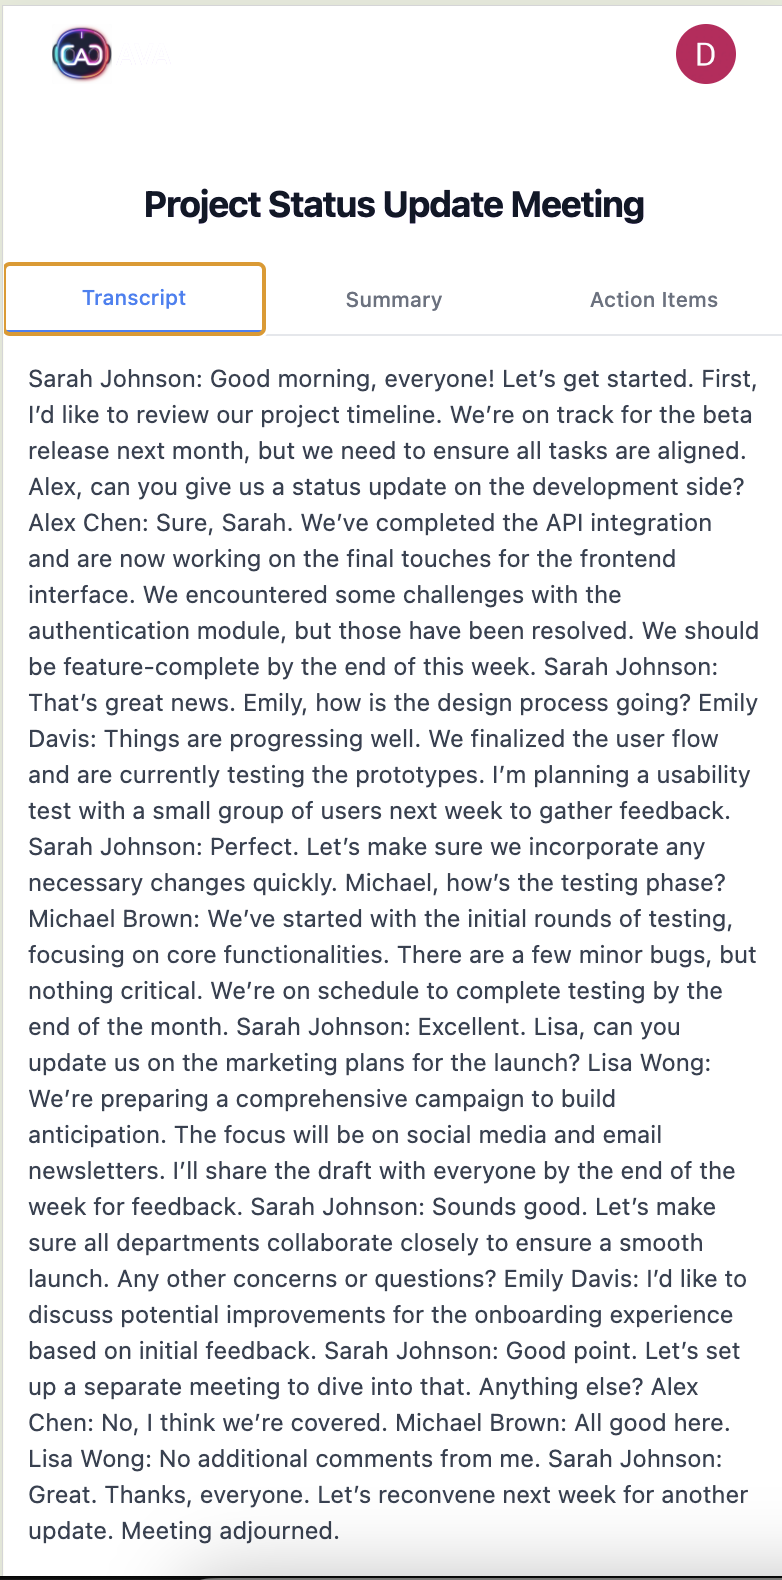 CAD
D
Project Status Update Meeting
Transcript
Summary
Action Items
Sarah Johnson: Good morning, everyone! Let’s get started. First,
I’d like to review our project timeline. We’re on track for the beta
release next month, but we need to ensure all tasks are aligned.
Alex, can you give us a status update on the development side?
Alex Chen: Sure, Sarah. We’ve completed the API integration
and are now working on the final touches for the frontend
interface. We encountered some challenges with the
authentication module, but those have been resolved. We should
be feature-complete by the end of this week. Sarah Johnson:
That’s great news. Emily, how is the design process going? Emily
Davis: Things are progressing well. We finalized the user flow
and are currently testing the prototypes. I’m planning a usability
test with a small group of users next week to gather feedback.
Sarah Johnson: Perfect. Let’s make sure we incorporate any
necessary changes quickly. Michael, how’s the testing phase?
Michael Brown: We’ve started with the initial rounds of testing,
focusing on core functionalities. There are a few minor bugs, but
nothing critical. We’re on schedule to complete testing by the
end of the month. Sarah Johnson: Excellent. Lisa, can you
update us on the marketing plans for the launch? Lisa Wong:
We’re preparing a comprehensive campaign to build
anticipation. The focus will be on social media and email
newsletters. I’ll share the draft with everyone by the end of the
week for feedback. Sarah Johnson: Sounds good. Let’s make
sure all departments collaborate closely to ensure a smooth
launch. Any other concerns or questions? Emily Davis: I’d like to
discuss potential improvements for the onboarding experience
based on initial feedback. Sarah Johnson: Good point. Let’s set
up a separate meeting to dive into that. Anything else? Alex
Chen: No, I think we’re covered. Michael Brown: All good here.
Lisa Wong: No additional comments from me. Sarah Johnson:
Great. Thanks, everyone. Let’s reconvene next week for another
update. Meeting adjourned.